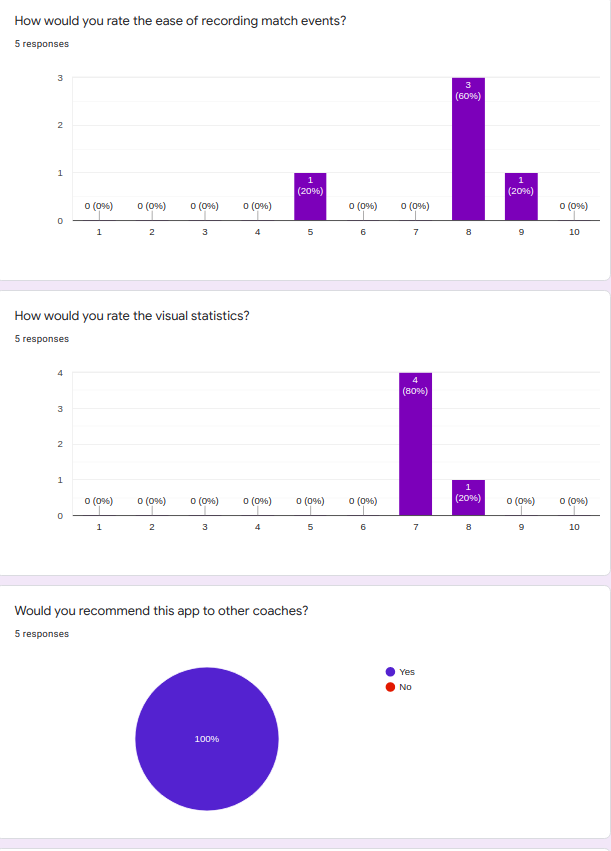 How would you rate the ease of recording match events?
5 responses
3
2
1
0
0 (0%) 0 (0%) 0 (0%) 0 (0%) 1 (20%) 0 (0%) 0 (0%) 3 (60%) 1 (20%) 0 (0%)
1 2 3 4 5 6 7 8 9 10
How would you rate the visual statistics?
5 responses
4
3
2
1
0
0 (0%) 0 (0%) 0 (0%) 0 (0%) 0 (0%) 0 (0%) 4 (80%) 1 (20%) 0 (0%) 0 (0%)
1 2 3 4 5 6 7 8 9 10
Would you recommend this app to other coaches?
5 responses
100%
Yes
No